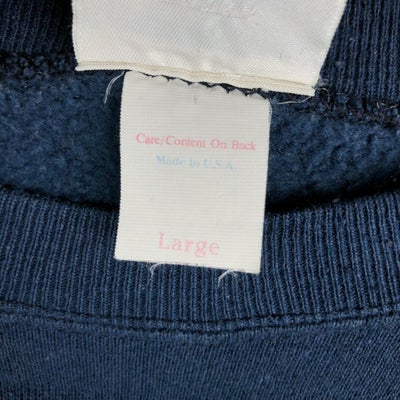 Care/Content On Back
Made in U.S.A.
Large